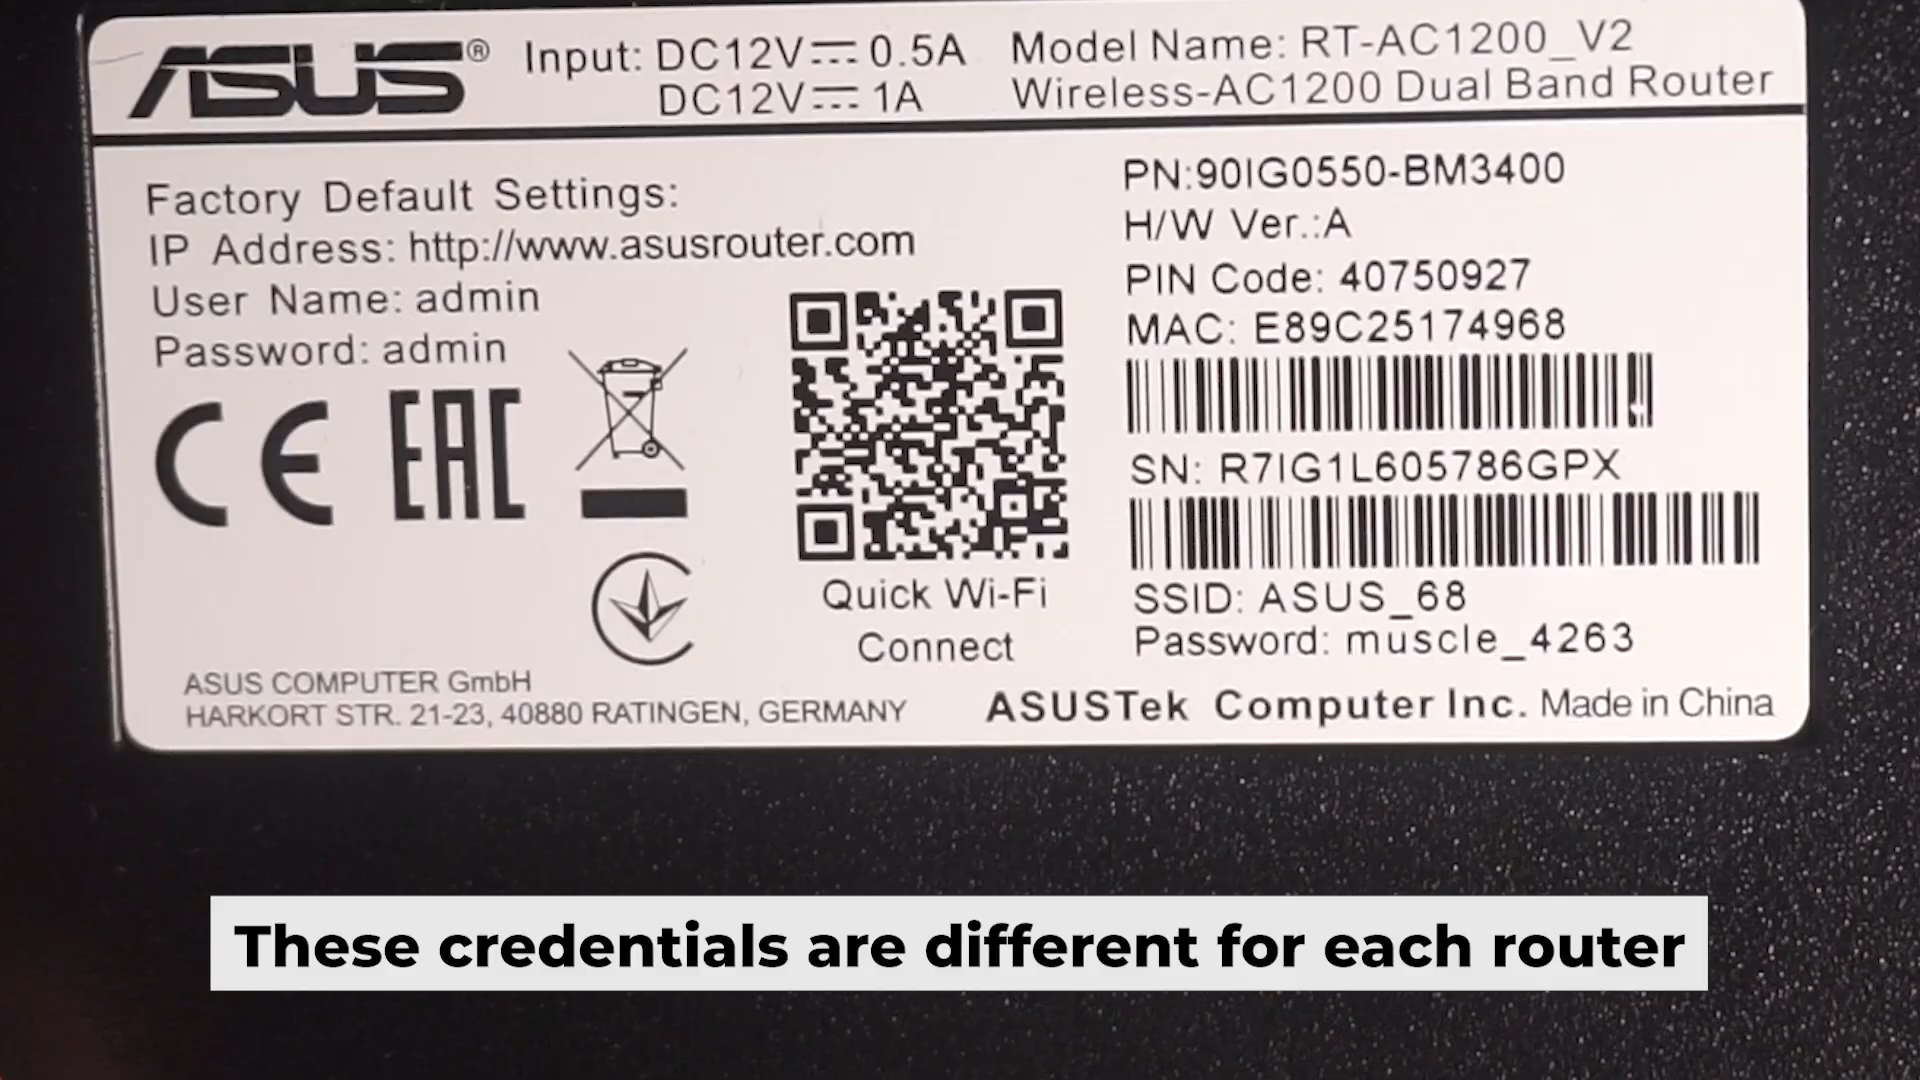 ASUS® Input: DC12V⎓0.5A Model Name: RT-AC1200_V2
DC12V⎓1A Wireless-AC1200 Dual Band Router
Factory Default Settings:
IP Address: http://www.asusrouter.com
User Name: admin
Password: admin
CE EAC
PN:90IG0550-BM3400
H/W Ver.:A
PIN Code: 40750927
MAC: E89C25174968
SN: R7IG1L605786GPX
SSID: ASUS_68
Password: muscle_4263
Quick Wi-Fi
Connect
ASUS COMPUTER GmbH
HARKORT STR. 21-23, 40880 RATINGEN, GERMANY
ASUSTek Computer Inc. Made in China
These credentials are different for each router